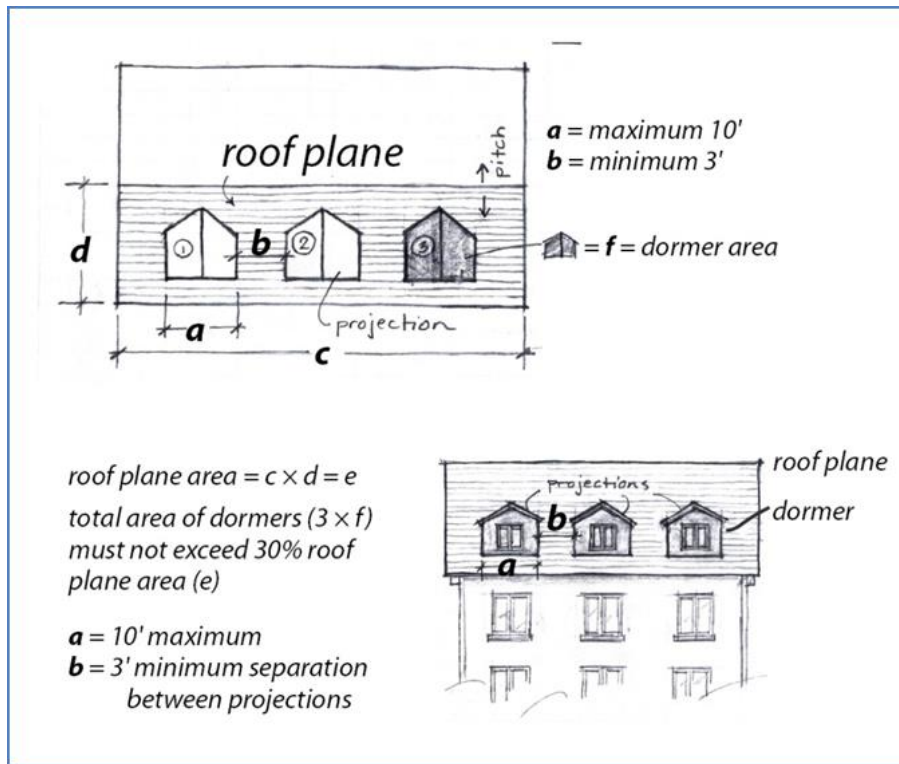 roof plane
pitch
a = maximum 10'
b = minimum 3'
d
1
b
2
3
= f = dormer area
a
projection
c
roof plane area = c × d = e
total area of dormers (3 × f)
must not exceed 30% roof
plane area (e)
a = 10' maximum
b = 3' minimum separation
between projections
roof plane
projections
b
dormer
a